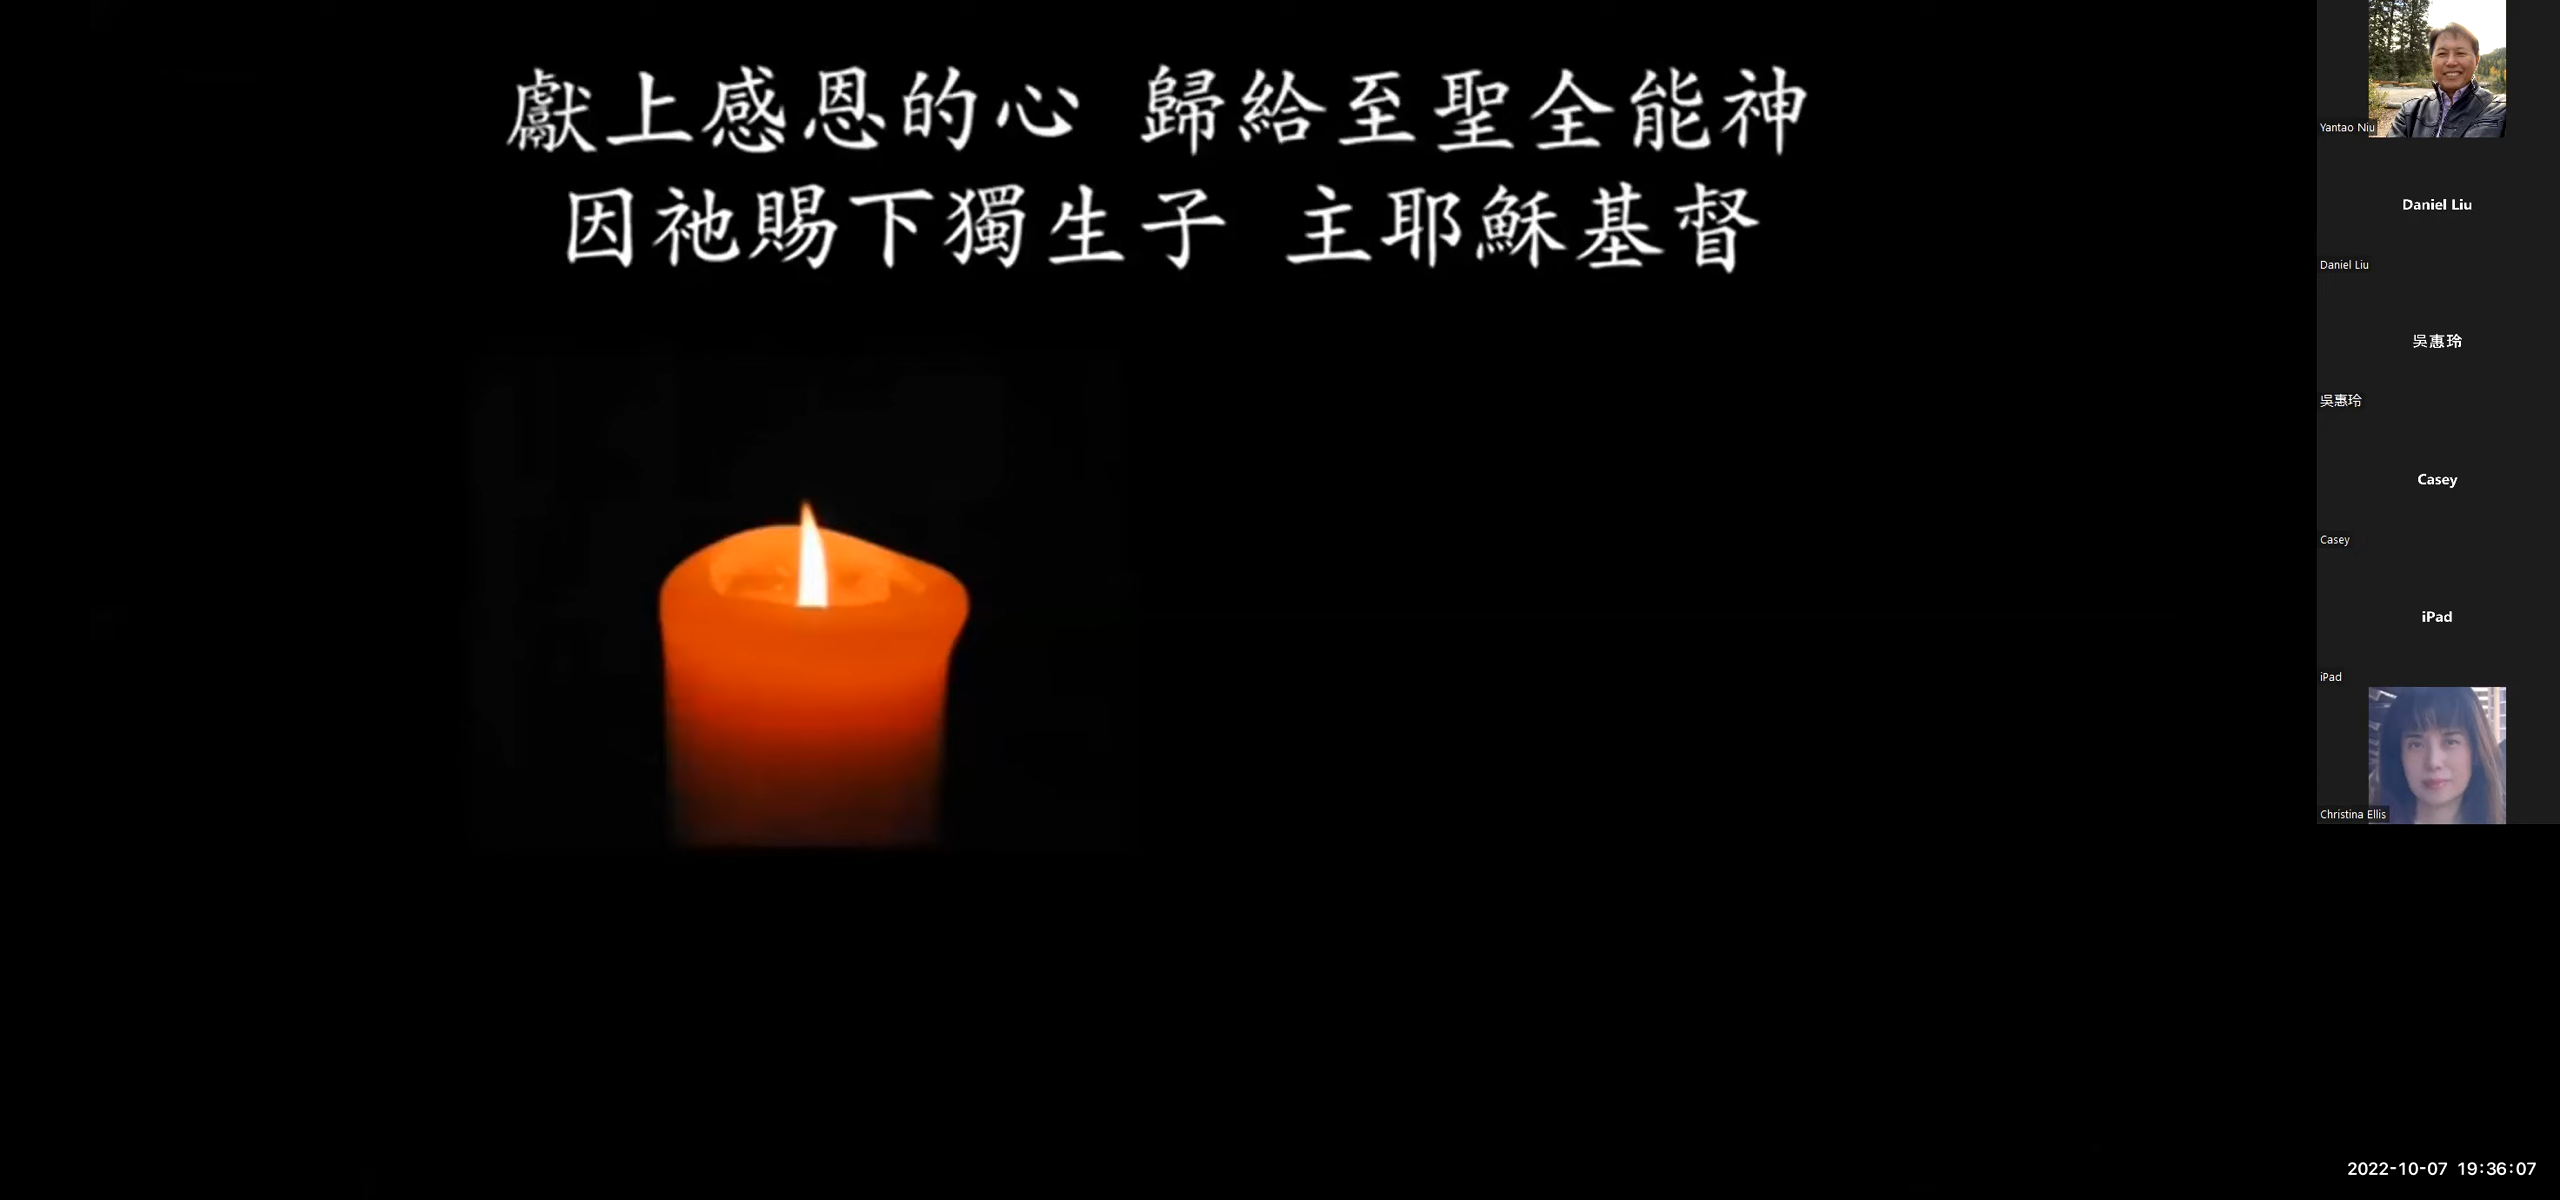 獻上感恩的心 歸給至聖全能神
因祂賜下獨生子 主耶穌基督
Yantao Niu
Daniel Liu
Daniel Liu
吳惠玲
吳惠玲
Casey
Casey
iPad
iPad
Christina Ellis
2022-10-07 19:36:07